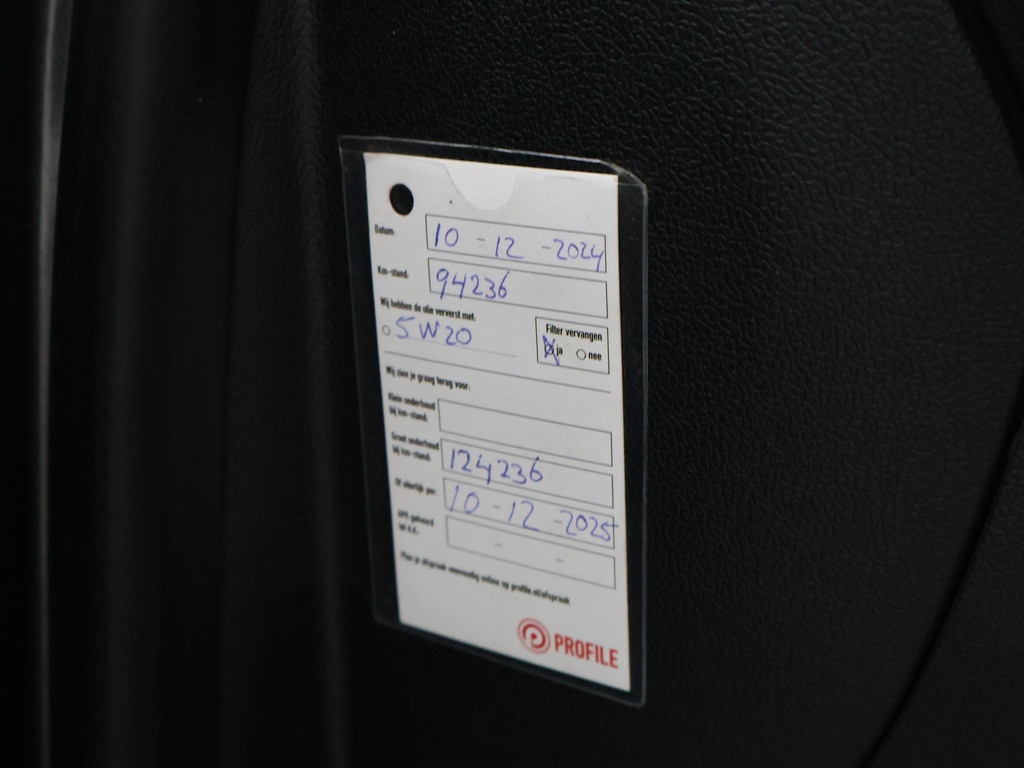 Datum: 10 - 12 - 2024
Km-stand: 94236
Wij hebben de olie ververst met:
5W20
Filter vervangen
ja nee
Wij zien je graag terug voor:
Klein onderhoud
bij km-stand:
Groot onderhoud
bij km-stand: 124236
Of uiterlijk per: 10 - 12 - 2025
APK gekeurd
tot e.d.: - -
Plan je afspraak eenvoudig online op profile.nl/afspraak
PROFILE